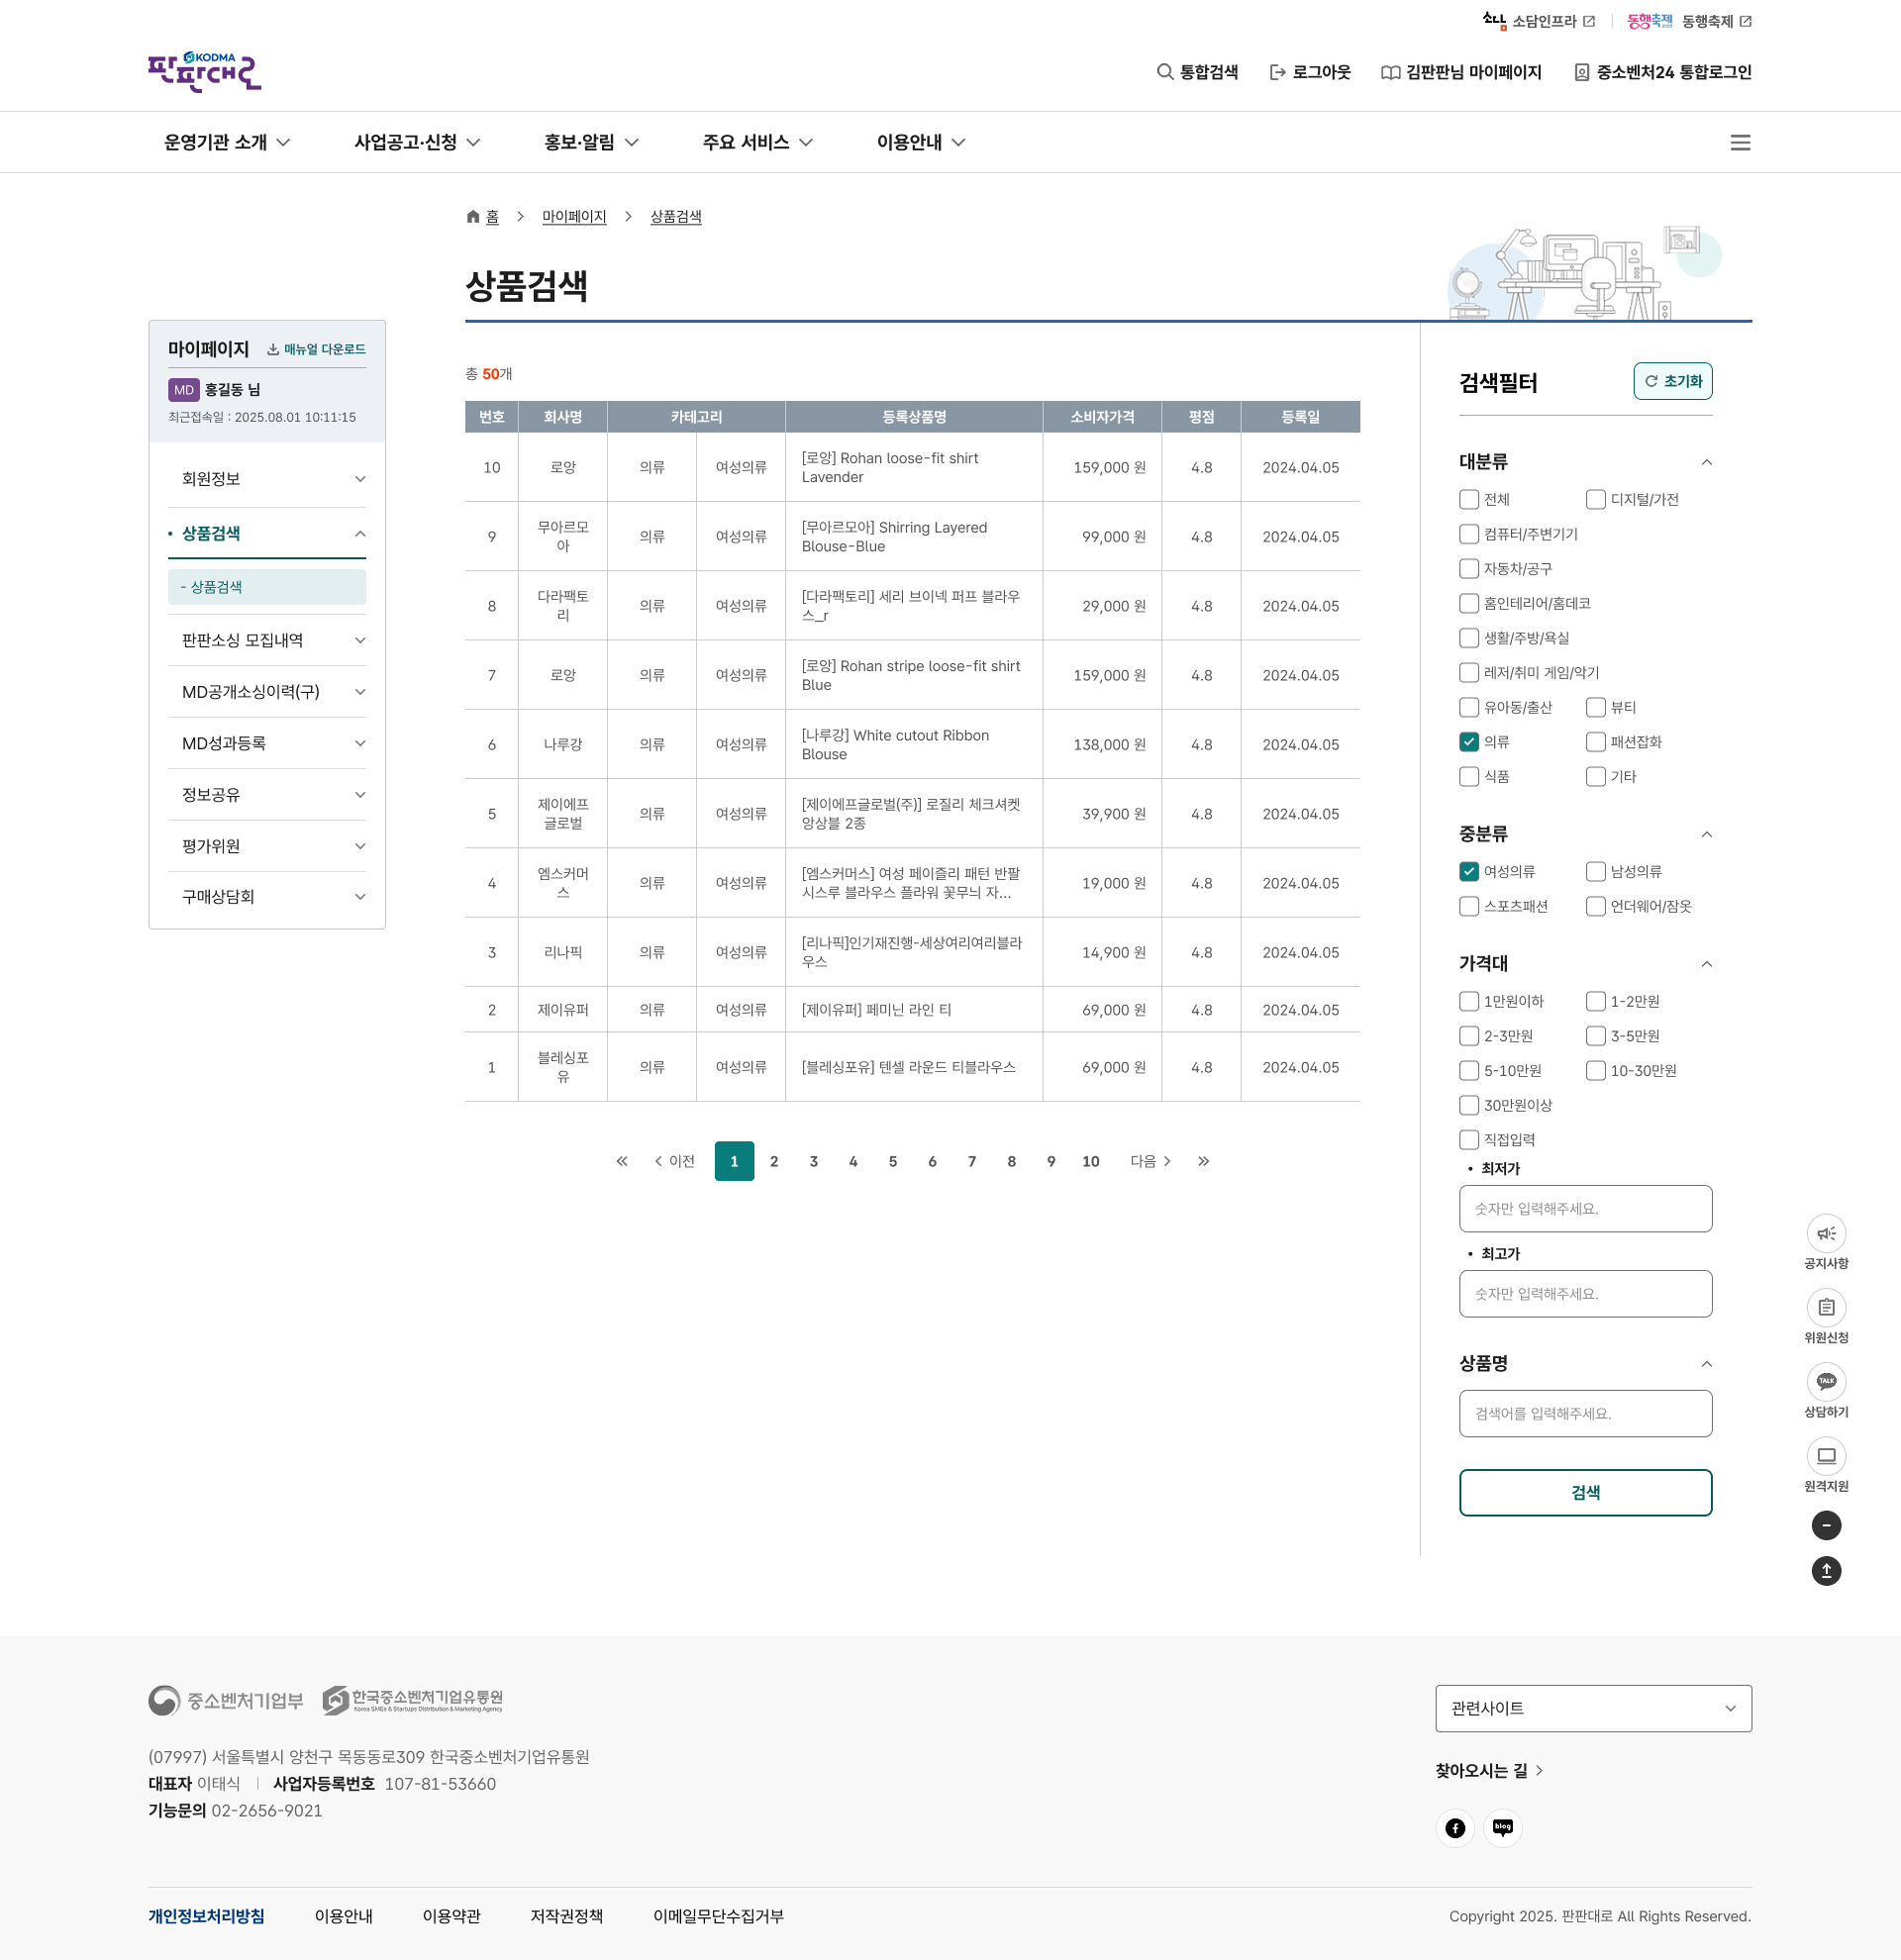 소담인프라
동행축제 동행축제
KODMA
판판대로
통합검색 로그아웃 김판판님 마이페이지 중소벤처24 통합로그인
운영기관 소개 사업공고·신청 홍보·알림 주요 서비스 이용안내
홈 마이페이지 상품검색
상품검색
마이페이지 매뉴얼 다운로드
MD 홍길동 님
최근접속일 : 2025.08.01 10:11:15
회원정보
상품검색
- 상품검색
판판소싱 모집내역
MD공개소싱이력(구)
MD성과등록
정보공유
평가위원
구매상담회
총 50개
번호 회사명 카테고리 등록상품명 소비자가격 평점 등록일
10 로앙 의류 여성의류 [로앙] Rohan loose-fit shirt
Lavender 159,000 원 4.8 2024.04.05
9 무아르모
아 의류 여성의류 [무아르모아] Shirring Layered
Blouse-Blue 99,000 원 4.8 2024.04.05
8 다라팩토
리 의류 여성의류 [다라팩토리] 세리 브이넥 퍼프 블라우
스_r 29,000 원 4.8 2024.04.05
7 로앙 의류 여성의류 [로앙] Rohan stripe loose-fit shirt
Blue 159,000 원 4.8 2024.04.05
6 나루강 의류 여성의류 [나루강] White cutout Ribbon
Blouse 138,000 원 4.8 2024.04.05
5 제이에프
글로벌 의류 여성의류 [제이에프글로벌(주)] 로질리 체크셔켓
앙상블 2종 39,900 원 4.8 2024.04.05
4 엠스커머
스 의류 여성의류 [엠스커머스] 여성 페이즐리 패턴 반팔
시스루 블라우스 플라워 꽃무늬 자... 19,000 원 4.8 2024.04.05
3 리나픽 의류 여성의류 [리나픽]인기재진행-세상여리여리블라
우스 14,900 원 4.8 2024.04.05
2 제이유퍼 의류 여성의류 [제이유퍼] 페미닌 라인 티 69,000 원 4.8 2024.04.05
1 블레싱포
유 의류 여성의류 [블레싱포유] 텐셀 라운드 티블라우스 69,000 원 4.8 2024.04.05
이전 1 2 3 4 5 6 7 8 9 10 다음
검색필터 초기화
대분류
전체 디지털/가전
컴퓨터/주변기기
자동차/공구
홈인테리어/홈데코
생활/주방/욕실
레저/취미 게임/악기
유아동/출산 뷰티
의류 패션잡화
식품 기타
중분류
여성의류 남성의류
스포츠패션 언더웨어/잠옷
가격대
1만원이하 1-2만원
2-3만원 3-5만원
5-10만원 10-30만원
30만원이상
직접입력
• 최저가
숫자만 입력해주세요.
• 최고가
숫자만 입력해주세요.
상품명
검색어를 입력해주세요.
검색
공지사항
위원신청
TALK
상담하기
원격지원
중소벤처기업부 한국중소벤처기업유통원
Korea SMEs & Startups Distribution & Marketing Agency
(07997) 서울특별시 양천구 목동동로309 한국중소벤처기업유통원
대표자 이태식 사업자등록번호 107-81-53660
기능문의 02-2656-9021
관련사이트
찾아오시는 길
blog
개인정보처리방침 이용안내 이용약관 저작권정책 이메일무단수집거부
Copyright 2025. 판판대로 All Rights Reserved.